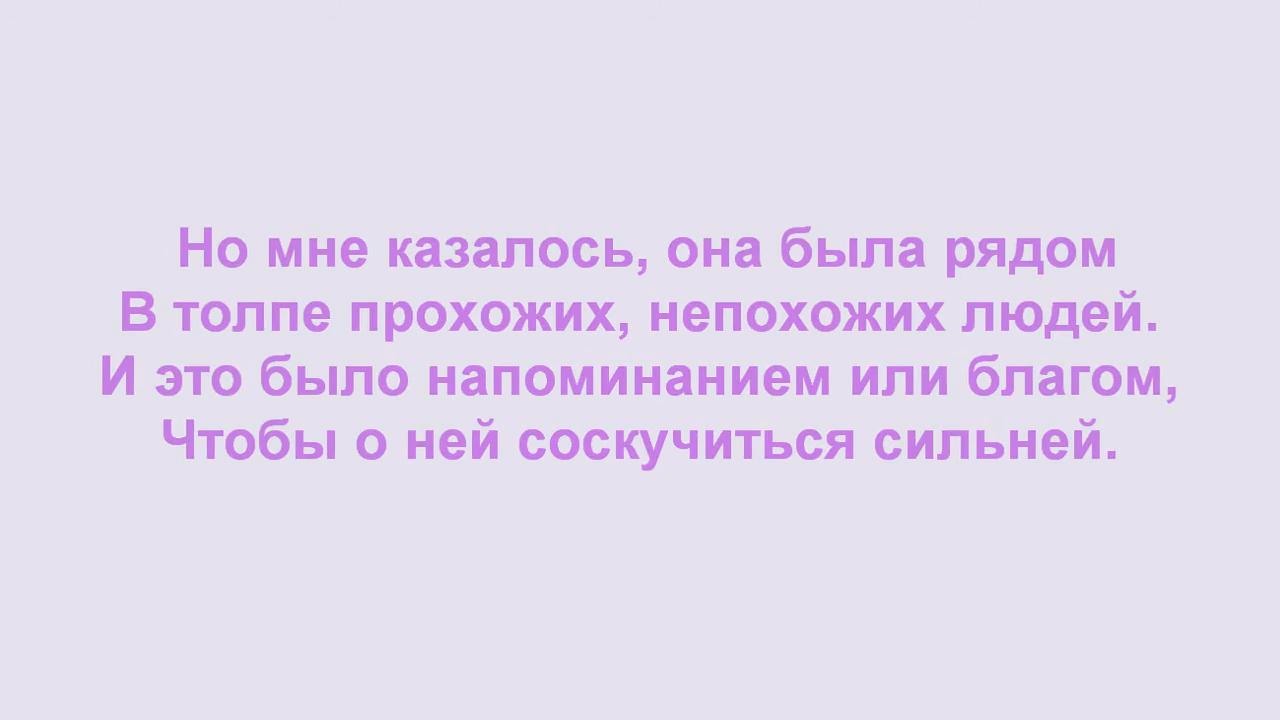 Но мне казалось, она была рядом
В толпе прохожих, непохожих людей.
И это было напоминанием или благом,
Чтобы о ней соскучиться сильней.